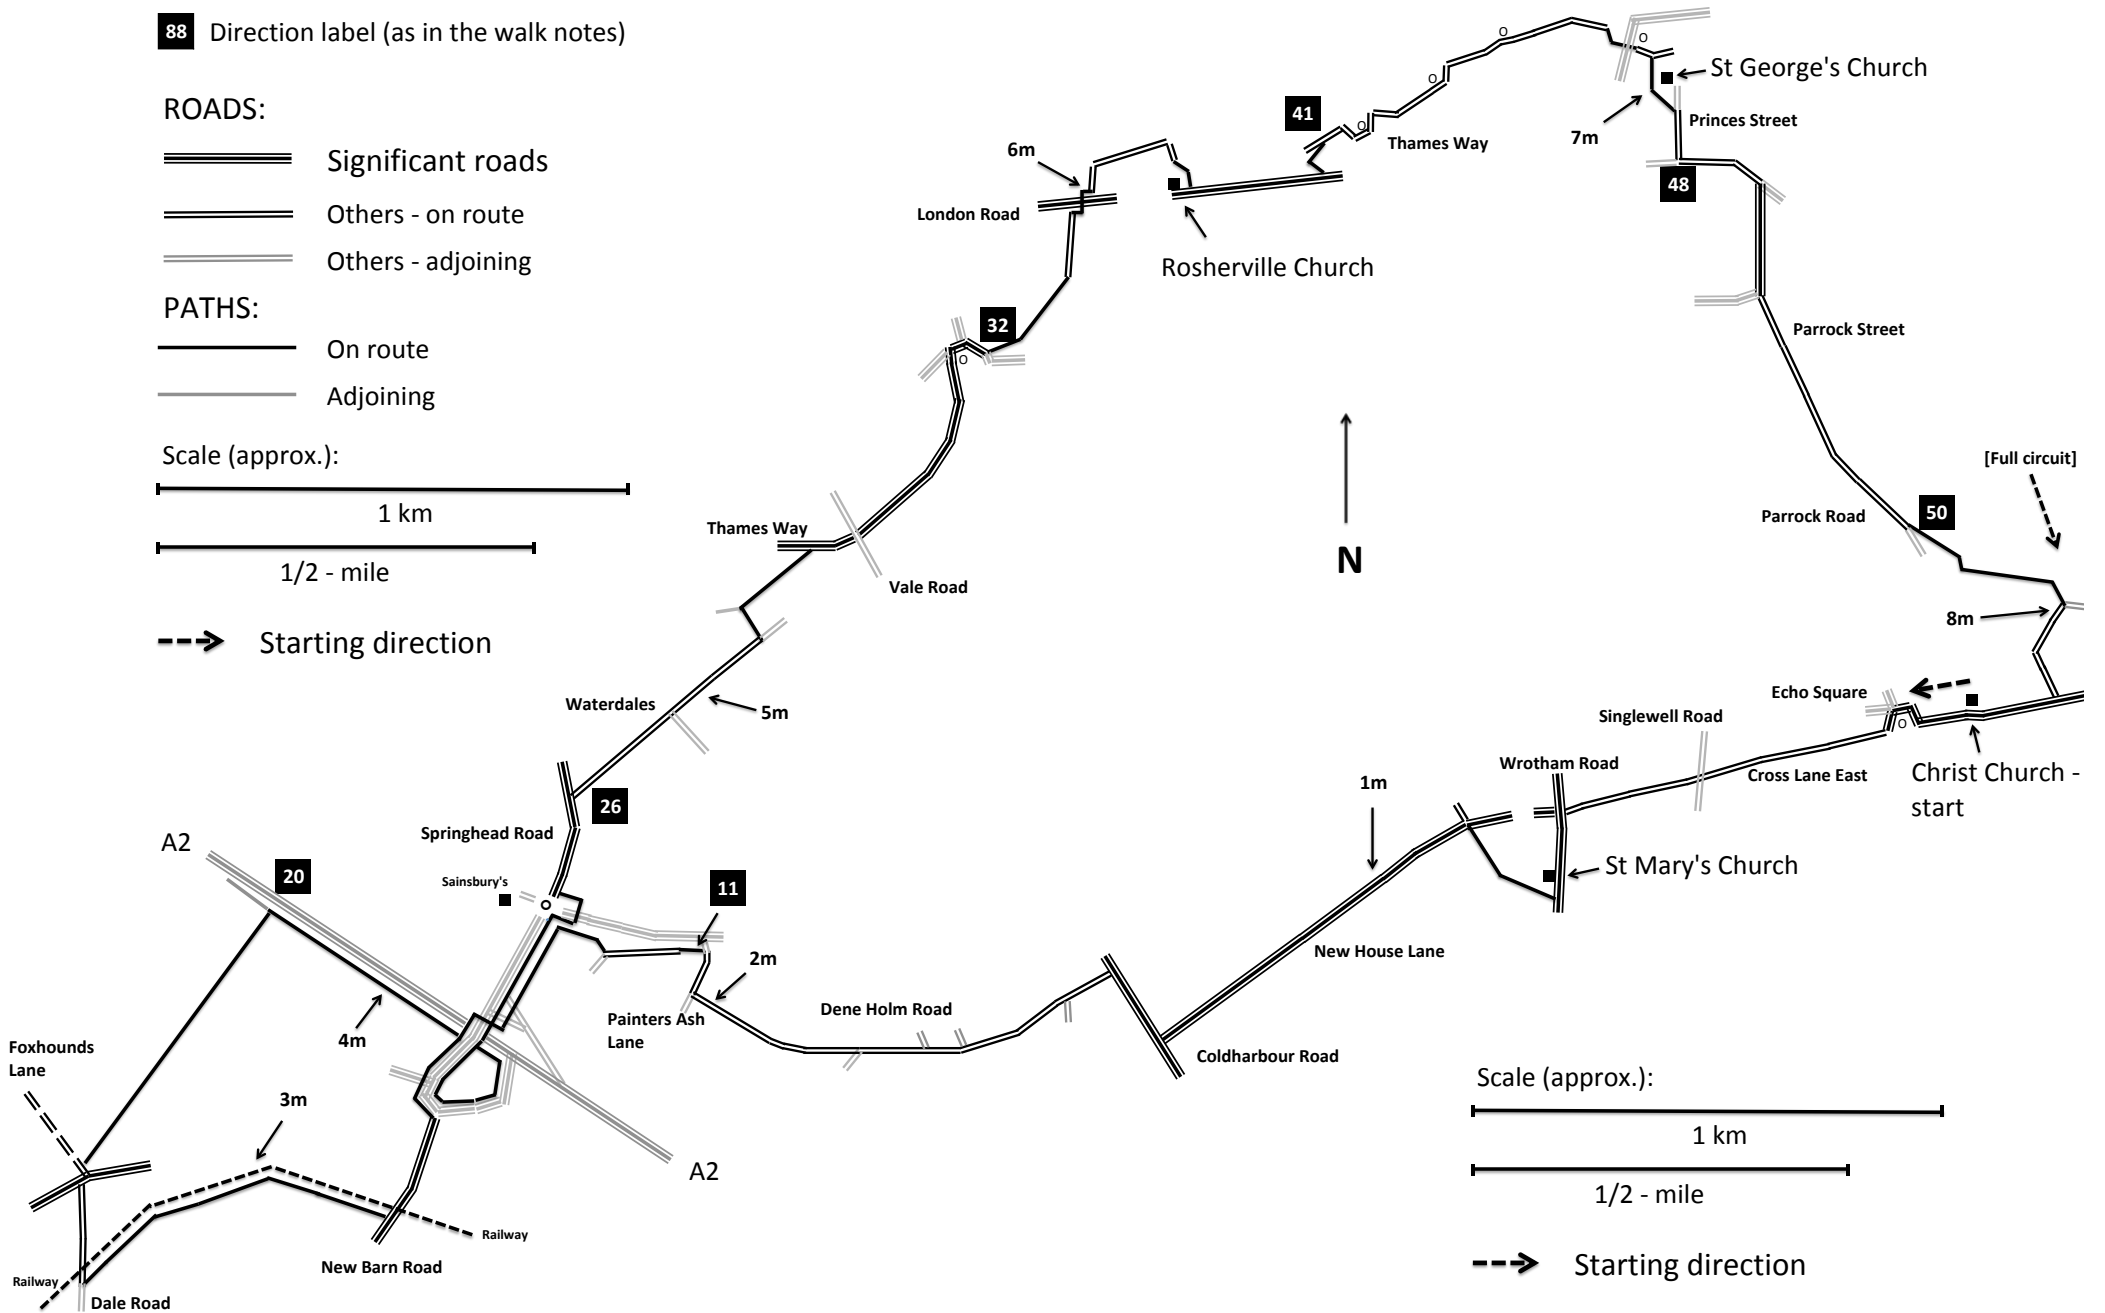 88 Direction label (as in the walk notes)
ROADS:
Significant roads
Others - on route
Others - adjoining
PATHS:
On route
Adjoining
Scale (approx.):
1 km
1/2 - mile
Starting direction
St George's Church
41
Princes Street
7m
Thames Way
6m
48
London Road
Rosherville Church
32
Parrock Street
[Full circuit]
50
Parrock Road
Thames Way
N
Vale Road
8m
Echo Square
Waterdales
5m
Singlewell Road
Wrotham Road
Cross Lane East
Christ Church -
start
1m
26
Springhead Road
A2
20
Sainsbury's
11
St Mary's Church
New House Lane
2m
Dene Holm Road
Painters Ash
Lane
4m
Foxhounds
Lane
Coldharbour Road
3m
Scale (approx.):
1 km
1/2 - mile
A2
Railway
New Barn Road
Starting direction
Railway
Dale Road